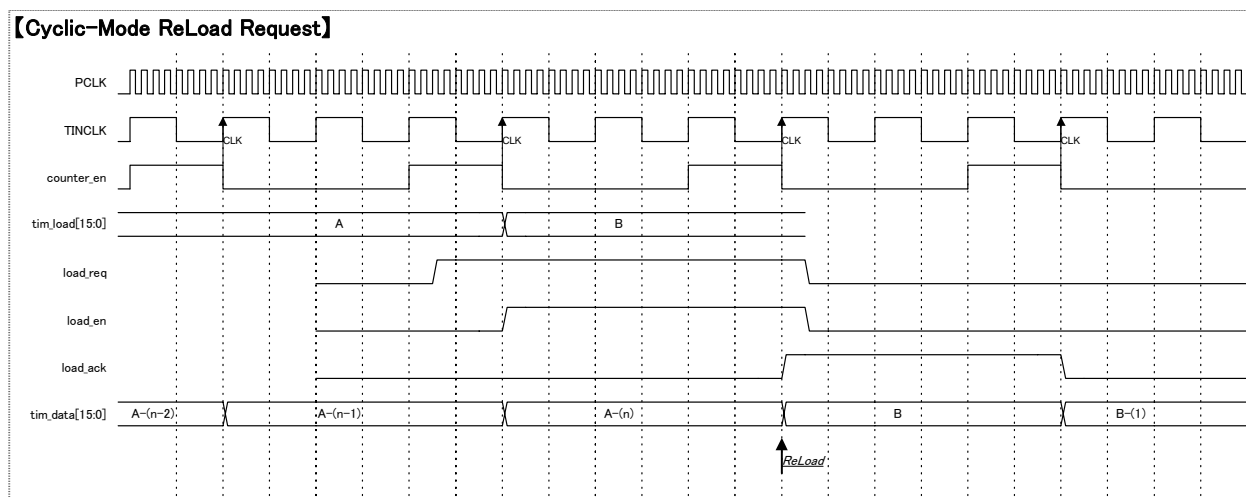 【Cyclic-Mode ReLoad Request】
PCLK
TINCLK
CLK CLK CLK CLK
counter_en
tim_load[15:0] A B
load_req
load_en
load_ack
tim_data[15:0] A-(n-2) A-(n-1) A-(n) B B-(1)
ReLoad